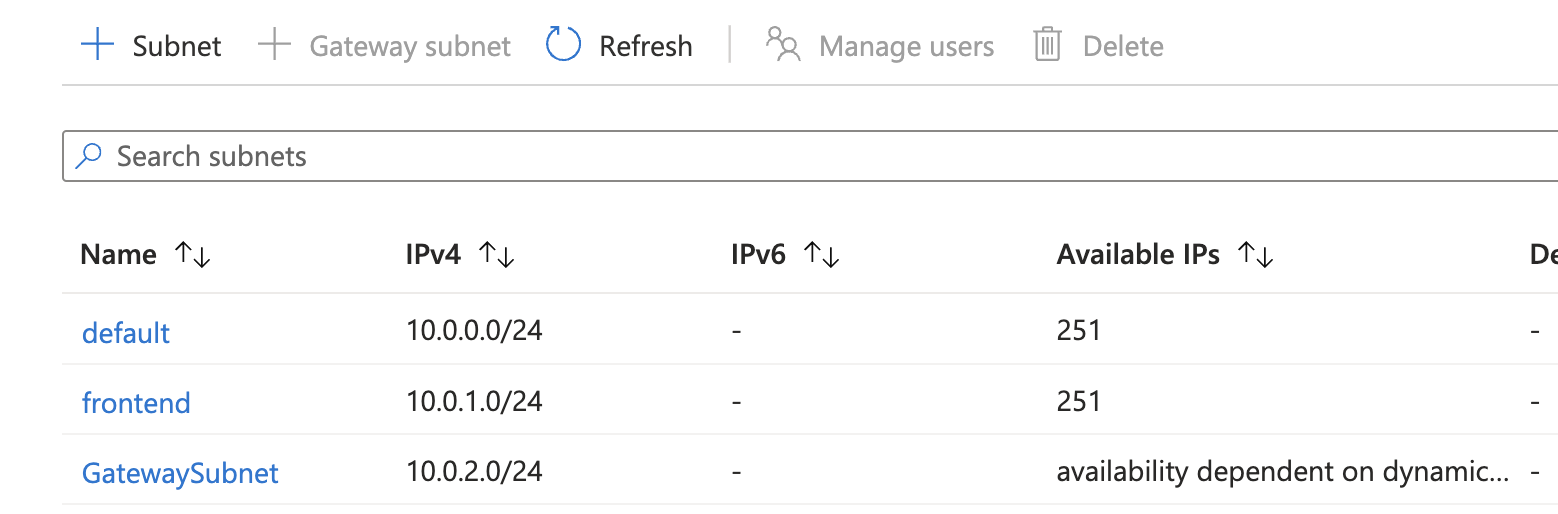 Subnet Gateway subnet Refresh Manage users Delete
Search subnets
Name IPv4 IPv6 Available IPs De
default 10.0.0.0/24 - 251 -
frontend 10.0.1.0/24 - 251 -
GatewaySubnet 10.0.2.0/24 - availability dependent on dynamic... -